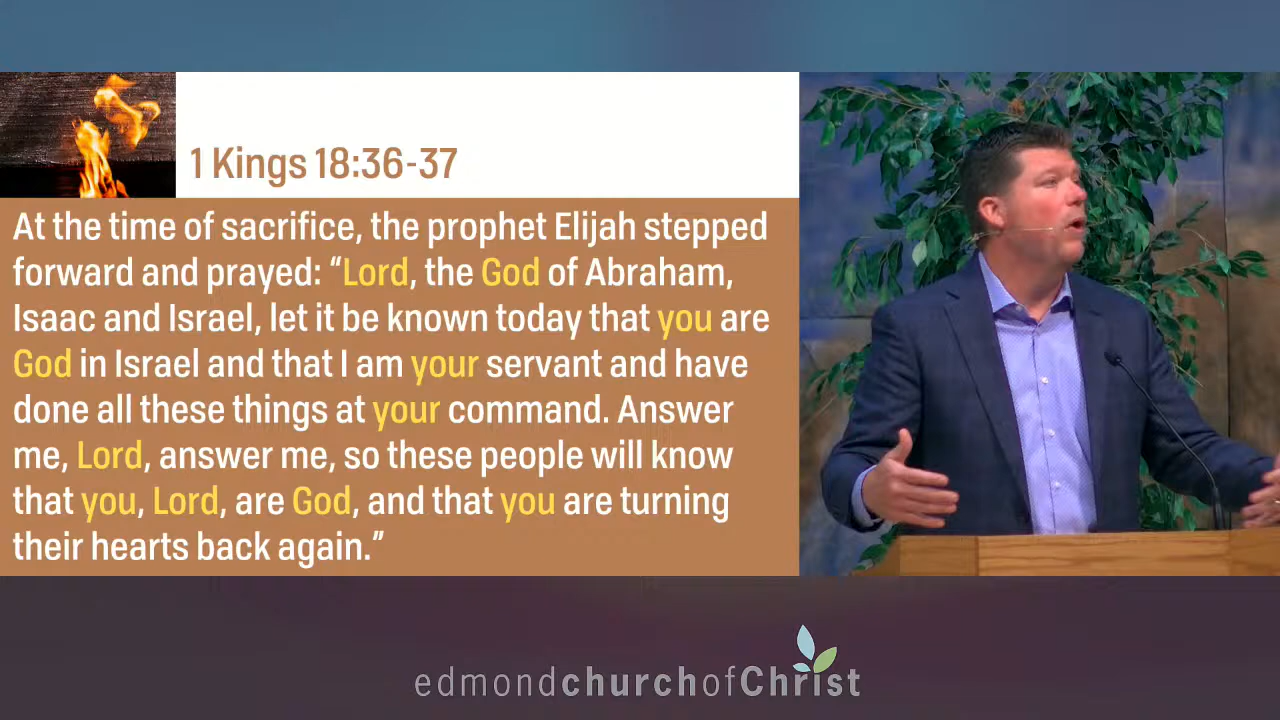 1 Kings 18:36-37
At the time of sacrifice, the prophet Elijah stepped
forward and prayed: “Lord, the God of Abraham,
Isaac and Israel, let it be known today that you are
God in Israel and that I am your servant and have
done all these things at your command. Answer
me, Lord, answer me, so these people will know
that you, Lord, are God, and that you are turning
their hearts back again.”
edmondchurchofChrist